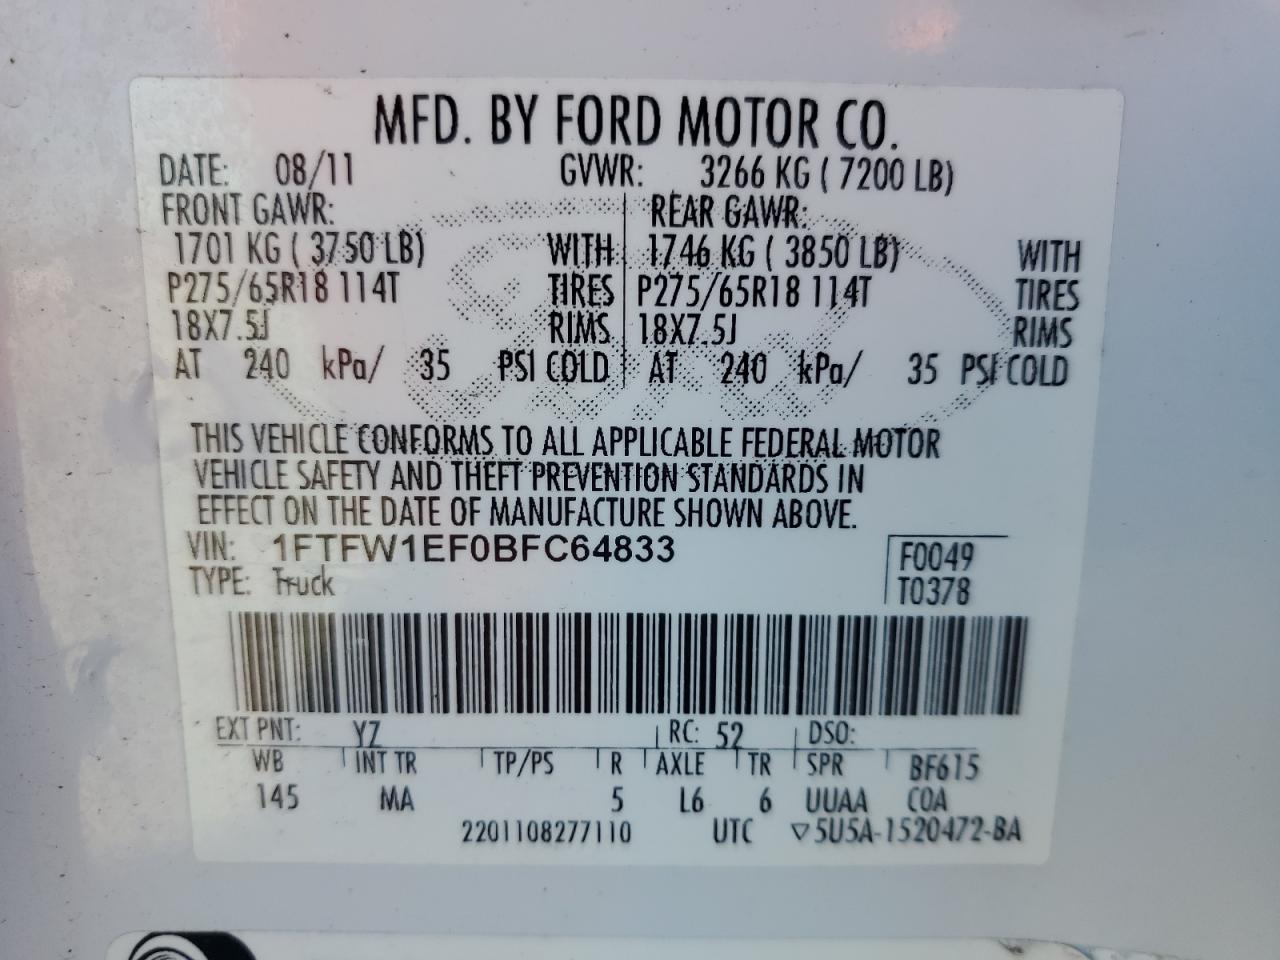 MFD. BY FORD MOTOR CO.
DATE: 08/11 GVWR: 3266 KG ( 7200 LB)
FRONT GAWR: REAR GAWR:
1701 KG ( 3750 LB) WITH 1746 KG ( 3850 LB) WITH
P275/65R18 114T TIRES P275/65R18 114T TIRES
18X7.5J RIMS 18X7.5J RIMS
AT 240 kPa/ 35 PSI COLD AT 240 kPa/ 35 PSI COLD
THIS VEHICLE CONFORMS TO ALL APPLICABLE FEDERAL MOTOR
VEHICLE SAFETY AND THEFT PREVENTION STANDARDS IN
EFFECT ON THE DATE OF MANUFACTURE SHOWN ABOVE.
VIN: 1FTFW1EF0BFC64833 F0049
TYPE: Truck T0378
EXT PNT: YZ RC: 52 DSO:
WB INT TR TP/PS R AXLE TR SPR BF615
145 MA 5 L6 6 UUAA COA
2201108277110 UTC ▽5U5A-1520472-BA